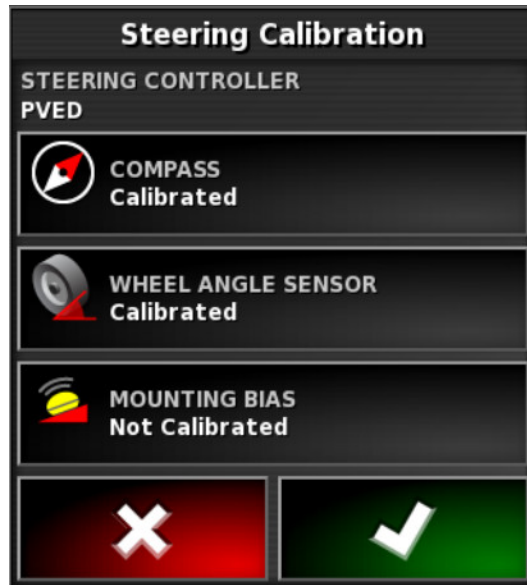 Steering Calibration
STEERING CONTROLLER
PVED
COMPASS
Calibrated
WHEEL ANGLE SENSOR
Calibrated
MOUNTING BIAS
Not Calibrated